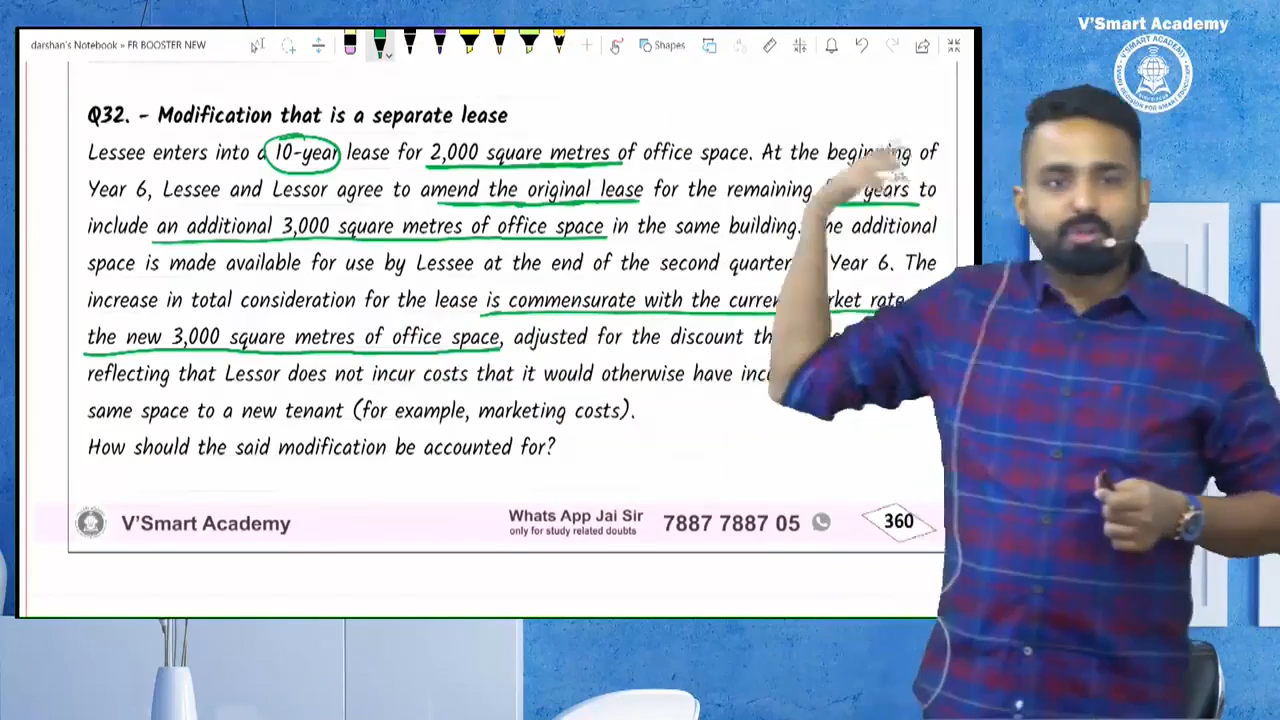 V'Smart Academy
darshan's Notebook » FR BOOSTER NEW
Shapes
Q32. - Modification that is a separate lease
Lessee enters into a 10-year lease for 2,000 square metres of office space. At the beginning of
Year 6, Lessee and Lessor agree to amend the original lease for the remaining years to
include an additional 3,000 square metres of office space in the same building. additional
space is made available for use by Lessee at the end of the second quarter Year 6. The
increase in total consideration for the lease is commensurate with the rate
the new 3,000 square metres of office space, adjusted for the discount
reflecting that Lessor does not incur costs that it would otherwise have
same space to a new tenant (for example, marketing costs).
How should the said modification be accounted for?
V'Smart Academy
Whats App Jai Sir
only for study related doubts
7887 7887 05
360